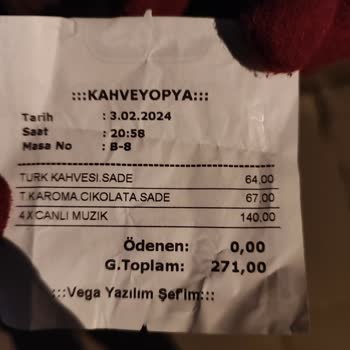 :::KAHVEYOPYA:::
Tarih : 3.02.2024
Saat : 20:58
Masa No : B-8
TURK KAHVESI.SADE 64,00
T.KAROMA.CIKOLATA.SADE 67,00
4 X CANLI MUZIK 140,00
Ödenen: 0,00
G.Toplam: 271,00
:::Vega Yazılım Şef'im:::